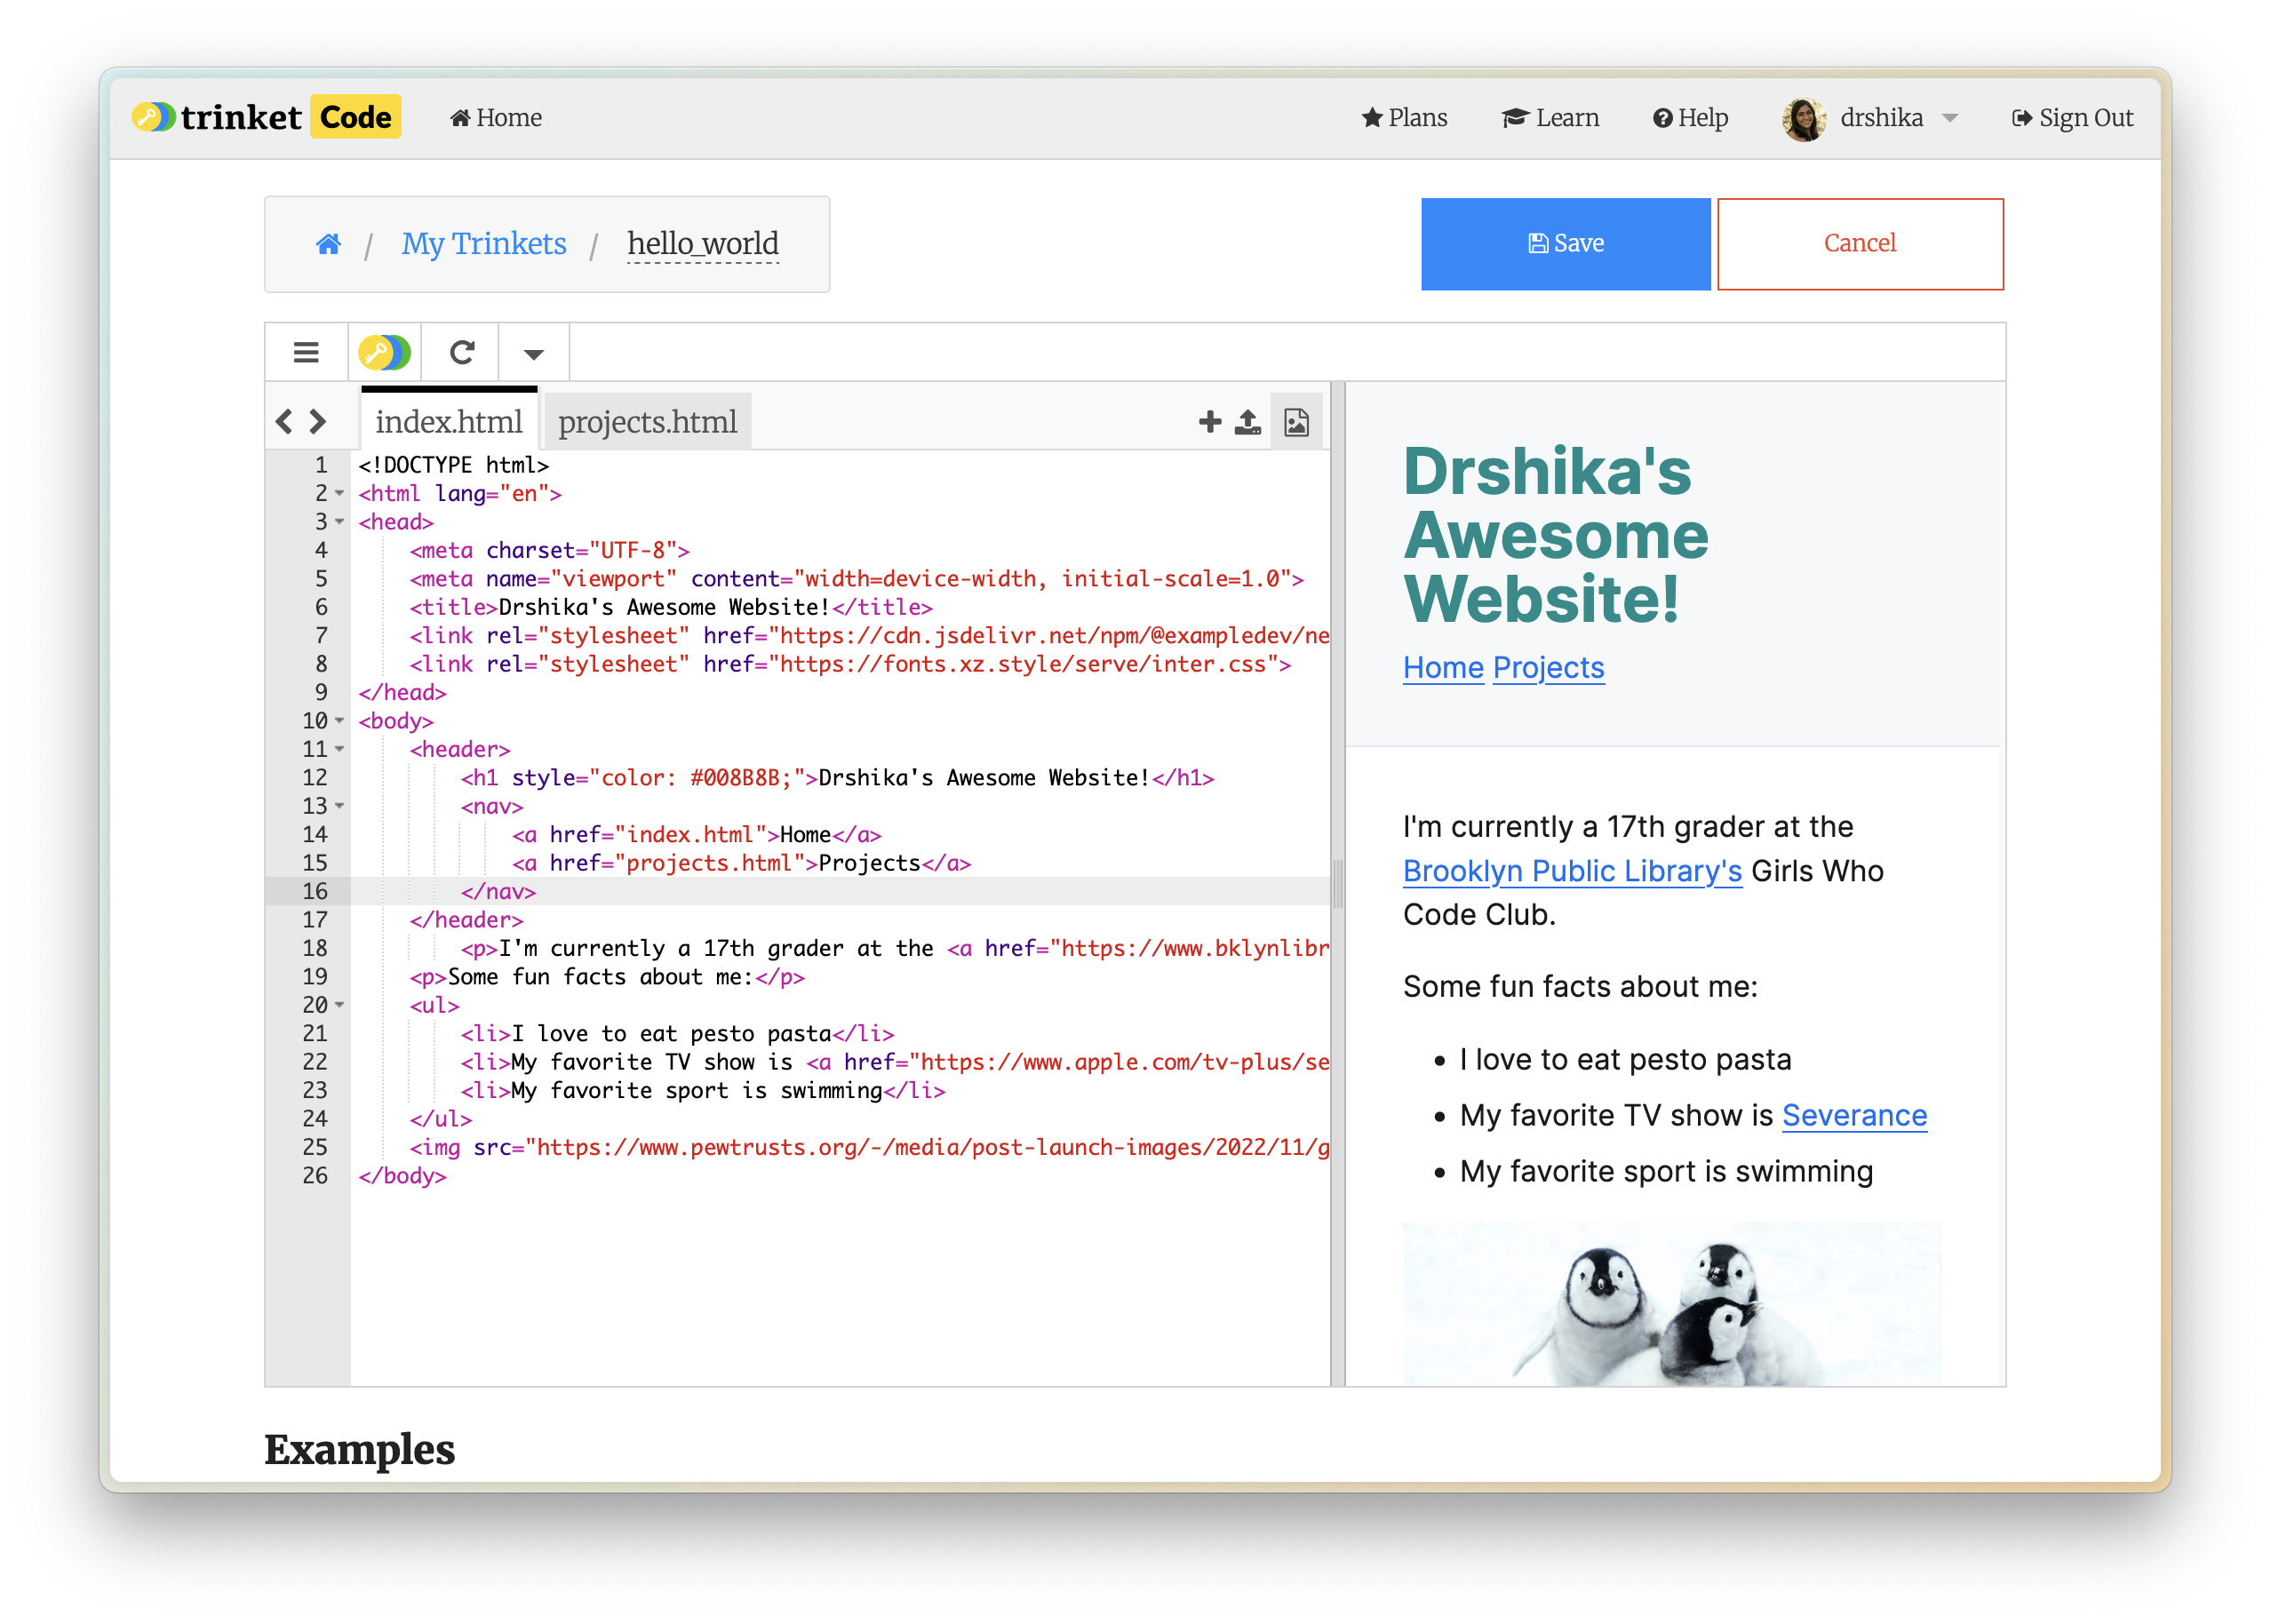 trinket Code Home Plans Learn Help drshika Sign Out
/ My Trinkets / hello_world Save Cancel
index.html projects.html
1 <!DOCTYPE html>
2 <html lang="en">
3 <head>
4 <meta charset="UTF-8">
5 <meta name="viewport" content="width=device-width, initial-scale=1.0">
6 <title>Drshika's Awesome Website!</title>
7 <link rel="stylesheet" href="https://cdn.jsdelivr.net/npm/@exampledev/ne
8 <link rel="stylesheet" href="https://fonts.xz.style/serve/inter.css">
9 </head>
10 <body>
11 <header>
12 <h1 style="color: #008B8B;">Drshika's Awesome Website!</h1>
13 <nav>
14 <a href="index.html">Home</a>
15 <a href="projects.html">Projects</a>
16 </nav>
17 </header>
18 <p>I'm currently a 17th grader at the <a href="https://www.bklynlibr
19 <p>Some fun facts about me:</p>
20 <ul>
21 <li>I love to eat pesto pasta</li>
22 <li>My favorite TV show is <a href="https://www.apple.com/tv-plus/se
23 <li>My favorite sport is swimming</li>
24 </ul>
25 <img src="https://www.pewtrusts.org/-/media/post-launch-images/2022/11/g
26 </body>
Drshika's
Awesome
Website!
Home Projects
I'm currently a 17th grader at the
Brooklyn Public Library's Girls Who
Code Club.
Some fun facts about me:
• I love to eat pesto pasta
• My favorite TV show is Severance
• My favorite sport is swimming
Examples